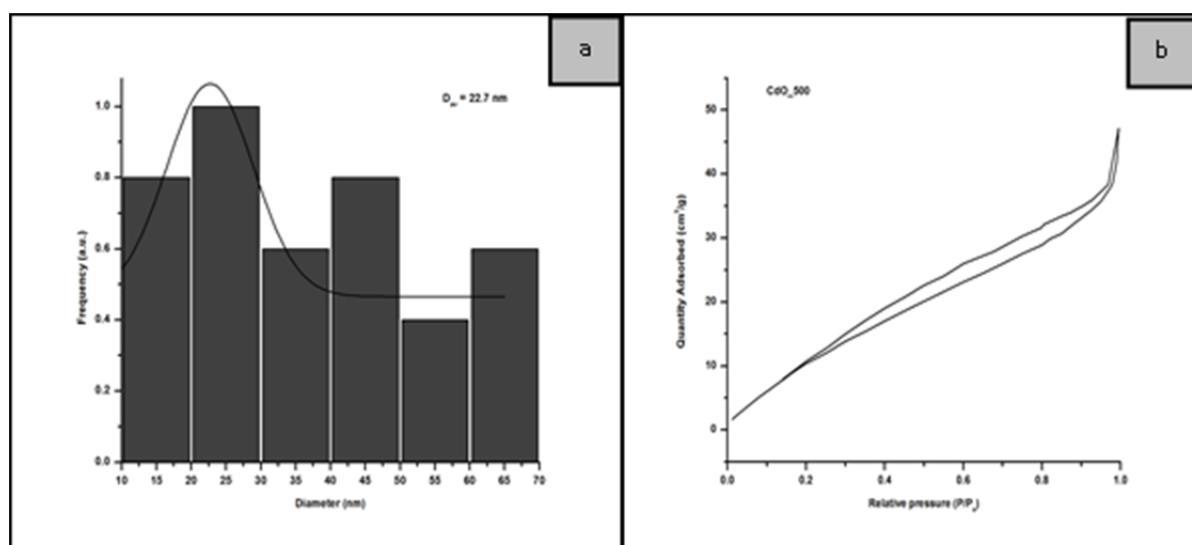 a
D_av = 22.7 nm
Frequency (a.u.)
1.0
0.8
0.6
0.4
0.2
0.0
10 15 20 25 30 35 40 45 50 55 60 65 70
Diameter (nm)
b
CdO_500
Quantity Adsorbed (cm³/g)
50
40
30
20
10
0
0.0 0.2 0.4 0.6 0.8 1.0
Relative pressure (P/P₀)